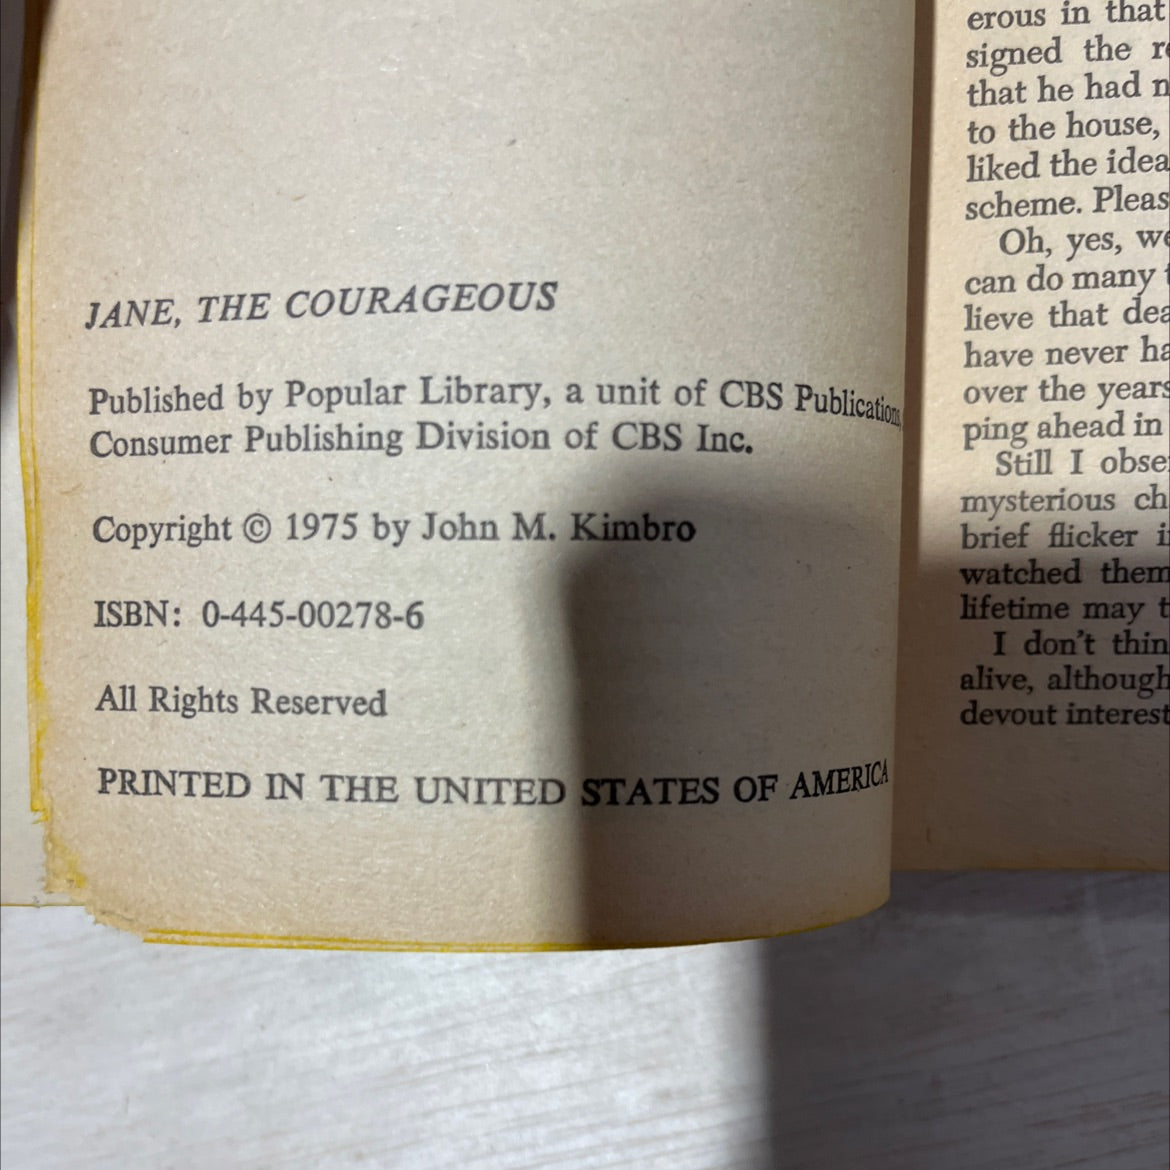 JANE, THE COURAGEOUS
Published by Popular Library, a unit of CBS Publications,
Consumer Publishing Division of CBS Inc.
Copyright © 1975 by John M. Kimbro
ISBN: 0-445-00278-6
All Rights Reserved
PRINTED IN THE UNITED STATES OF AMERICA
erous in that
signed the
that he had
to the house,
liked the idea
scheme. Pleas
Oh, yes, we
can do many
lieve that dea
have never ha
over the years
ping ahead in
Still I obse
mysterious ch
brief flicker
watched them
lifetime may
I don't thin
alive, although
devout interest